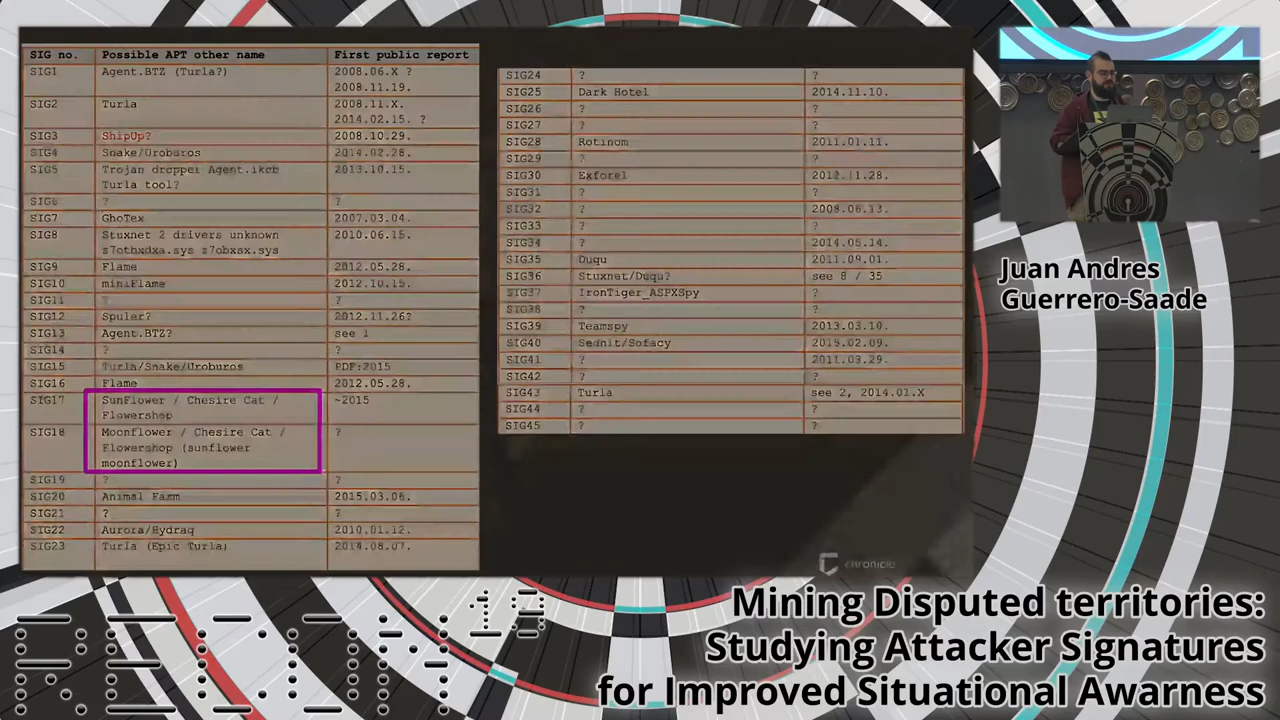 SIG no. Possible APT other name First public report
SIG1 Agent.BTZ (Turla?) 2008.06.X ?
2008.11.19.
SIG2 Turla 2008.11.X.
2014.02.15. ?
SIG3 ShipUp? 2008.10.29.
SIG4 Snake/Uroburos 2014.02.28.
SIG5 Trojan dropper Agent.ikcb 2013.10.15.
Turla tool?
SIG6 ? ?
SIG7 GhoTex 2007.03.04.
SIG8 Stuxnet 2 drivers unknown 2010.06.15.
z7othxdxa.sys z7obxsx.sys
SIG9 Flame 2012.05.28.
SIG10 miniFlame 2012.10.15.
SIG11 ? ?
SIG12 Spuler? 2012.11.26?
SIG13 Agent.BTZ? see 1
SIG14 ? ?
SIG15 Turla/Snake/Uroburos PDF:2015
SIG16 Flame 2012.05.28.
SIG17 SunFlower / Chesire Cat / ~2015
Flowershop
SIG18 Moonflower / Chesire Cat / ?
Flowershop (sunflower
moonflower)
SIG19 ? ?
SIG20 Animal Farm 2015.03.06.
SIG21 ? ?
SIG22 Aurora/Hydraq 2010.01.12.
SIG23 Turla (Epic Turla) 2014.08.07.
SIG24 ? ?
SIG25 Dark Hotel 2014.11.10.
SIG26 ? ?
SIG27 ? ?
SIG28 Rotinom 2011.01.11.
SIG29 ? ?
SIG30 Exforel 2012.11.28.
SIG31 ? ?
SIG32 ? 2008.06.13.
SIG33 ? ?
SIG34 ? 2014.05.14.
SIG35 Duqu 2011.09.01.
SIG36 Stuxnet/Duqu? see 8 / 35
SIG37 IronTiger_ASPXSpy ?
SIG38 ? ?
SIG39 Teamspy 2013.03.10.
SIG40 Sednit/Sofacy 2015.02.09.
SIG41 ? 2011.03.29.
SIG42 ? ?
SIG43 Turla see 2, 2014.01.X
SIG44 ? ?
SIG45 ? ?
chronicle
Juan Andres
Guerrero-Saade
Mining Disputed territories:
Studying Attacker Signatures
for Improved Situational Awarness
RECON 18